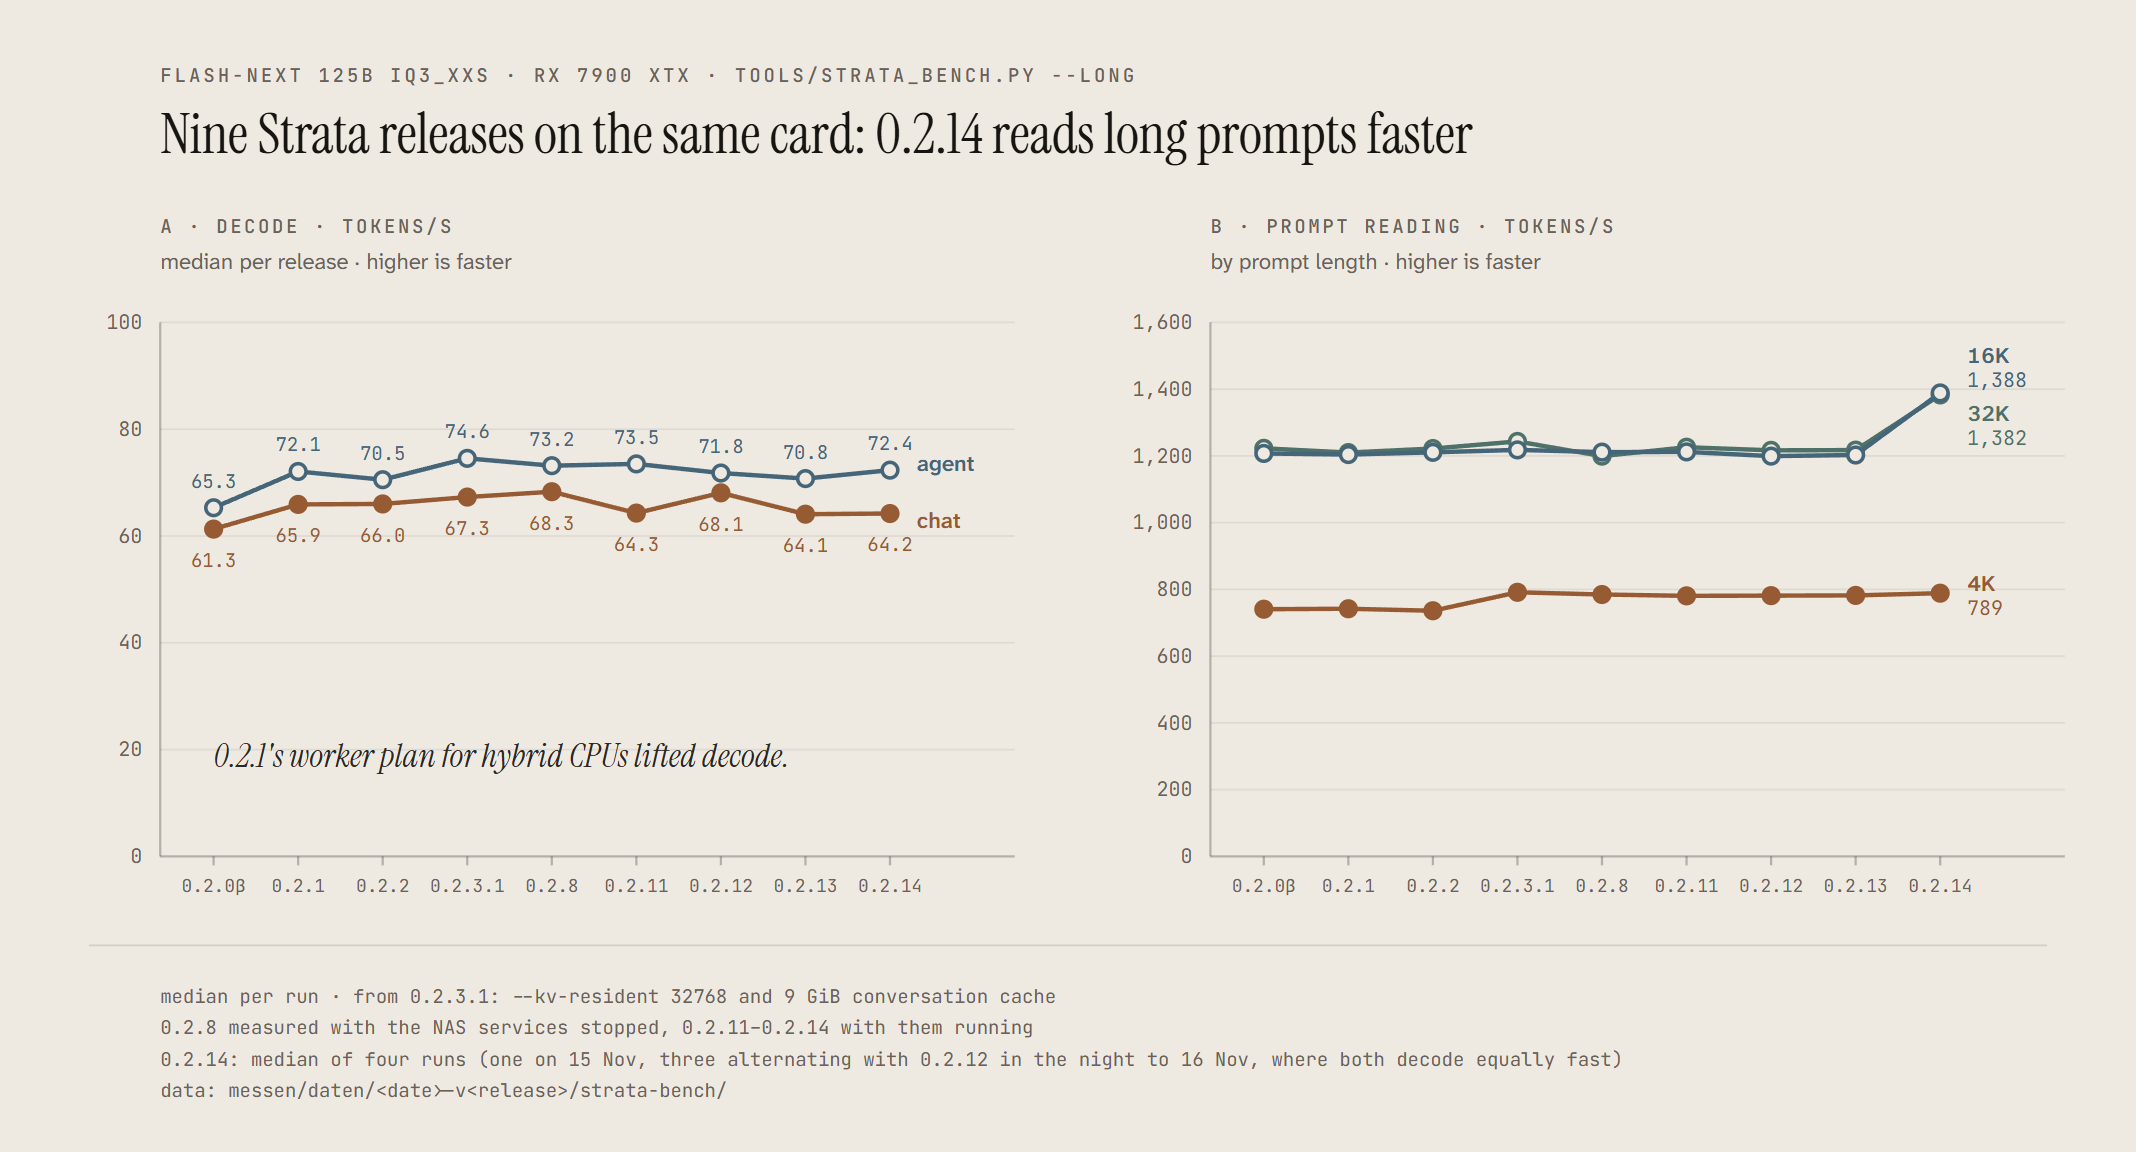 FLASH-NEXT 125B IQ3_XXS · RX 7900 XTX · TOOLS/STRATA_BENCH.PY --LONG
Nine Strata releases on the same card: 0.2.14 reads long prompts faster
A · DECODE · TOKENS/S
median per release · higher is faster
100
80
60
40
20
0
65.3
72.1
70.5
74.6
73.2
73.5
71.8
70.8
72.4
agent
61.3
65.9
66.0
67.3
68.3
64.3
68.1
64.1
64.2
chat
0.2.1's worker plan for hybrid CPUs lifted decode.
0.2.0β 0.2.1 0.2.2 0.2.3.1 0.2.8 0.2.11 0.2.12 0.2.13 0.2.14
B · PROMPT READING · TOKENS/S
by prompt length · higher is faster
1,600
1,400
1,200
1,000
800
600
400
200
0
16K
1,388
32K
1,382
4K
789
0.2.0β 0.2.1 0.2.2 0.2.3.1 0.2.8 0.2.11 0.2.12 0.2.13 0.2.14
median per run · from 0.2.3.1: --kv-resident 32768 and 9 GiB conversation cache
0.2.8 measured with the NAS services stopped, 0.2.11–0.2.14 with them running
0.2.14: median of four runs (one on 15 Nov, three alternating with 0.2.12 in the night to 16 Nov, where both decode equally fast)
data: messen/daten/<date>-v<release>/strata-bench/